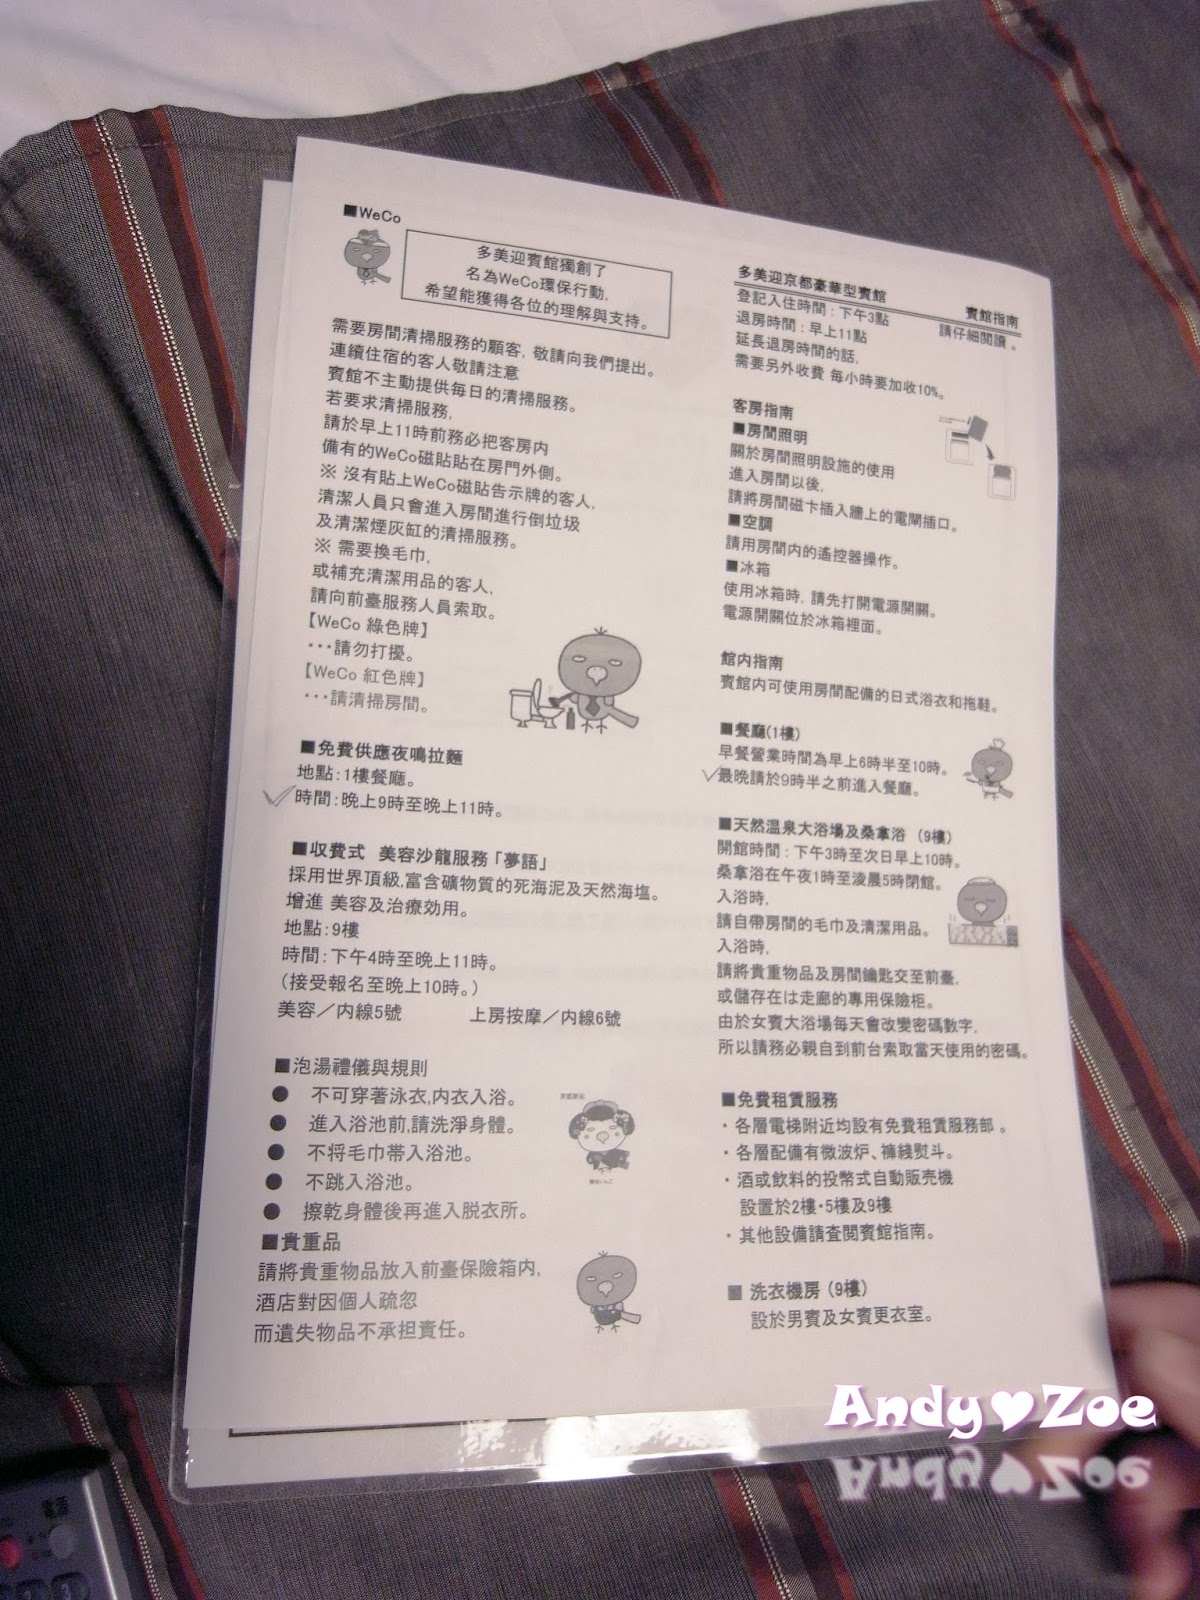 ■WeCo
多美迎賓館獨創了
名為WeCo環保行動,
希望能獲得各位的理解與支持。
需要房間清掃服務的顧客, 敬請向我們提出。
連續住宿的客人敬請注意
賓館不主動提供每日的清掃服務。
若要求清掃服務,
請於早上11時前務必把客房內
備有的WeCo磁貼貼在房門外側。
※ 沒有貼上WeCo磁貼告示牌的客人,
清潔人員只會進入房間進行倒垃圾
及清潔煙灰缸的清掃服務。
※ 需要換毛巾,
或補充清潔用品的客人,
請向前臺服務人員索取。
【WeCo 綠色牌】
･･･請勿打擾。
【WeCo 紅色牌】
･･･請清掃房間。
■免費供應夜鳴拉麵
地點:1樓餐廳。
時間:晚上9時至晚上11時。
■收費式 美容沙龍服務「夢語」
採用世界頂級,富含礦物質的死海泥及天然海塩。
增進 美容及治療効用。
地點:9樓
時間:下午4時至晚上11時。
(接受報名至晚上10時。)
美容／内線5號 上房按摩／内線6號
■泡湯禮儀與規則
● 不可穿著泳衣,内衣入浴。
● 進入浴池前,請洗淨身體。
● 不将毛巾帯入浴池。
● 不跳入浴池。
● 擦乾身體後再進入脱衣所。
■貴重品
請將貴重物品放入前臺保險箱内,
酒店對因個人疏忽
而遺失物品不承担責任。
多美迎京都豪華型賓館 賓館指南
登記入住時間：下午3點 請仔細閲讀 。
退房時間：早上11點
延長退房時間的話,
需要另外收費 每小時要加收10%。
客房指南
■房間照明
關於房間照明設施的使用
進入房間以後,
請將房間磁卡插入牆上的電閘插口。
■空調
請用房間内的遙控器操作。
■冰箱
使用冰箱時, 請先打開電源開關。
電源開關位於冰箱裡面。
館内指南
賓館内可使用房間配備的日式浴衣和拖鞋。
■餐廳(1樓)
早餐營業時間為早上6時半至10時。
最晚請於9時半之前進入餐廳。
■天然温泉大浴場及桑拿浴 (9樓)
開館時間：下午3時至次日早上10時。
桑拿浴在午夜1時至淩晨5時閉館。
入浴時,
請自帶房間的毛巾及清潔用品。
入浴時,
請將貴重物品及房間鑰匙交至前臺,
或儲存在は走廊的專用保險柜。
由於女賓大浴場每天會改變密碼數字,
所以請務必親自到前台索取當天使用的密碼。
■免費租賃服務
・各層電梯附近均設有免費租賃服務部 。
・各層配備有微波炉、褲綫熨斗。
・酒或飲料的投幣式自動販売機
設置於2樓･5樓及9樓
・其他設備請査閲賓館指南。
■ 洗衣機房 (9樓)
設於男賓及女賓更衣室。
Andy♥Zoe